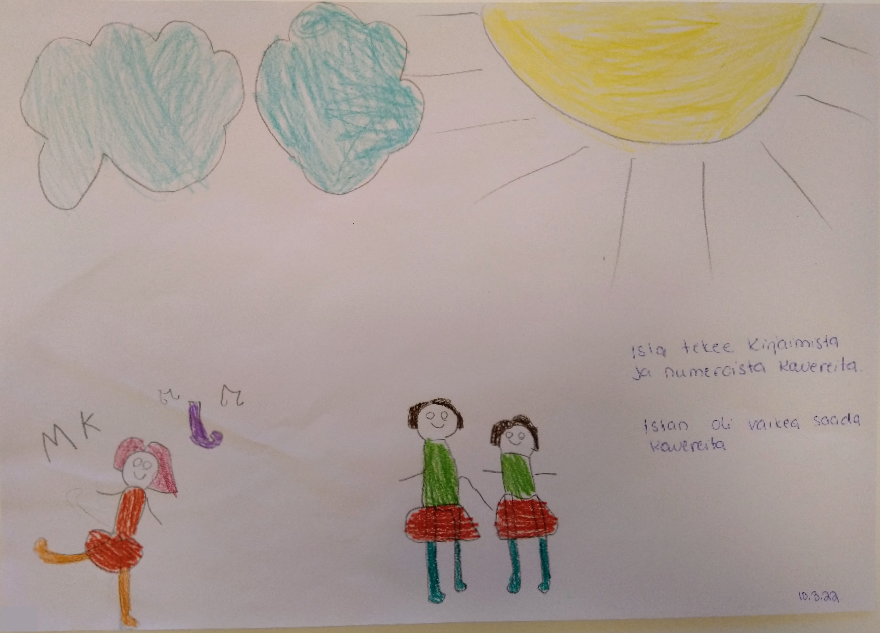 MK
Isla tekee kirjaimista
ja numeroista kavereita.
Islan oli vaikea saada
kavereita
10.3.22